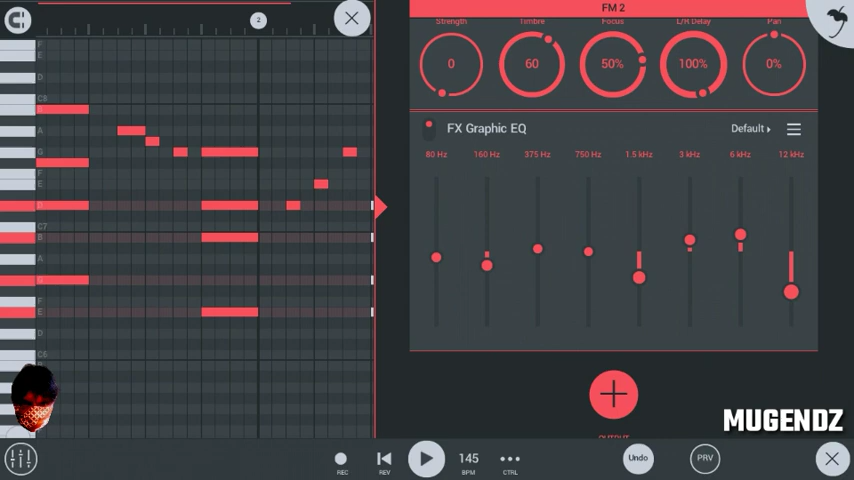 FM 2
2
Strength
Timbre
Focus
L/R Delay
Pan
0
60
50%
100%
0%
FX Graphic EQ
Default
80 Hz
160 Hz
375 Hz
750 Hz
1.5 kHz
3 kHz
6 kHz
12 kHz
F
E
D
C8
B
A
G
F
E
D
C7
B
A
G
F
E
D
C6
MUGENDZ
REC
REV
145
BPM
CTRL
Undo
PRV